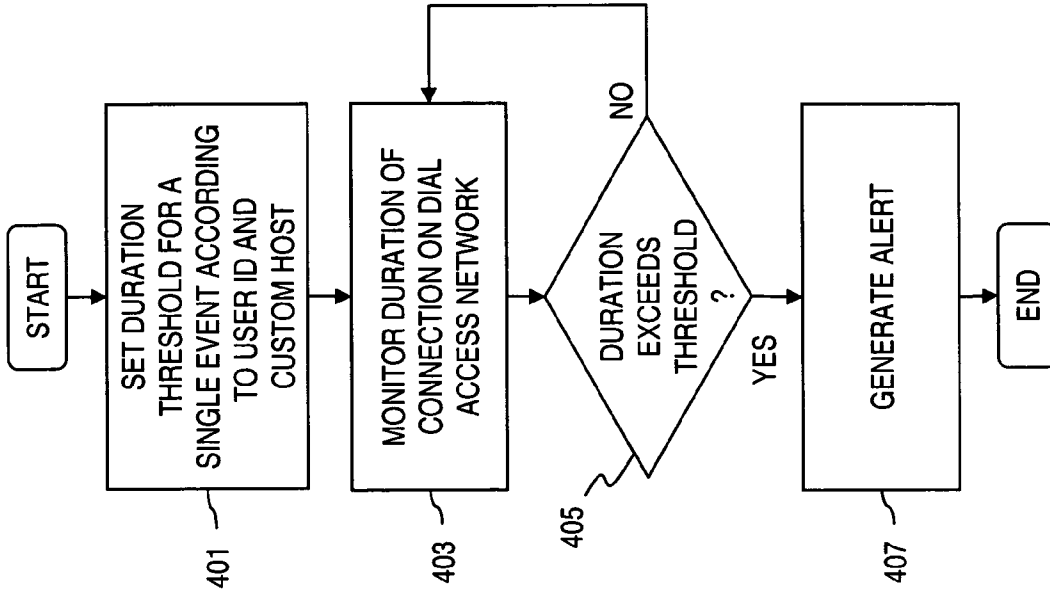 START
SET DURATION
THRESHOLD FOR A
SINGLE EVENT ACCORDING
TO USER ID AND
CUSTOM HOST
401
MONITOR DURATION OF
CONNECTION ON DIAL
ACCESS NETWORK
403
DURATION
EXCEEDS
THRESHOLD
?
405
NO
YES
GENERATE ALERT
407
END